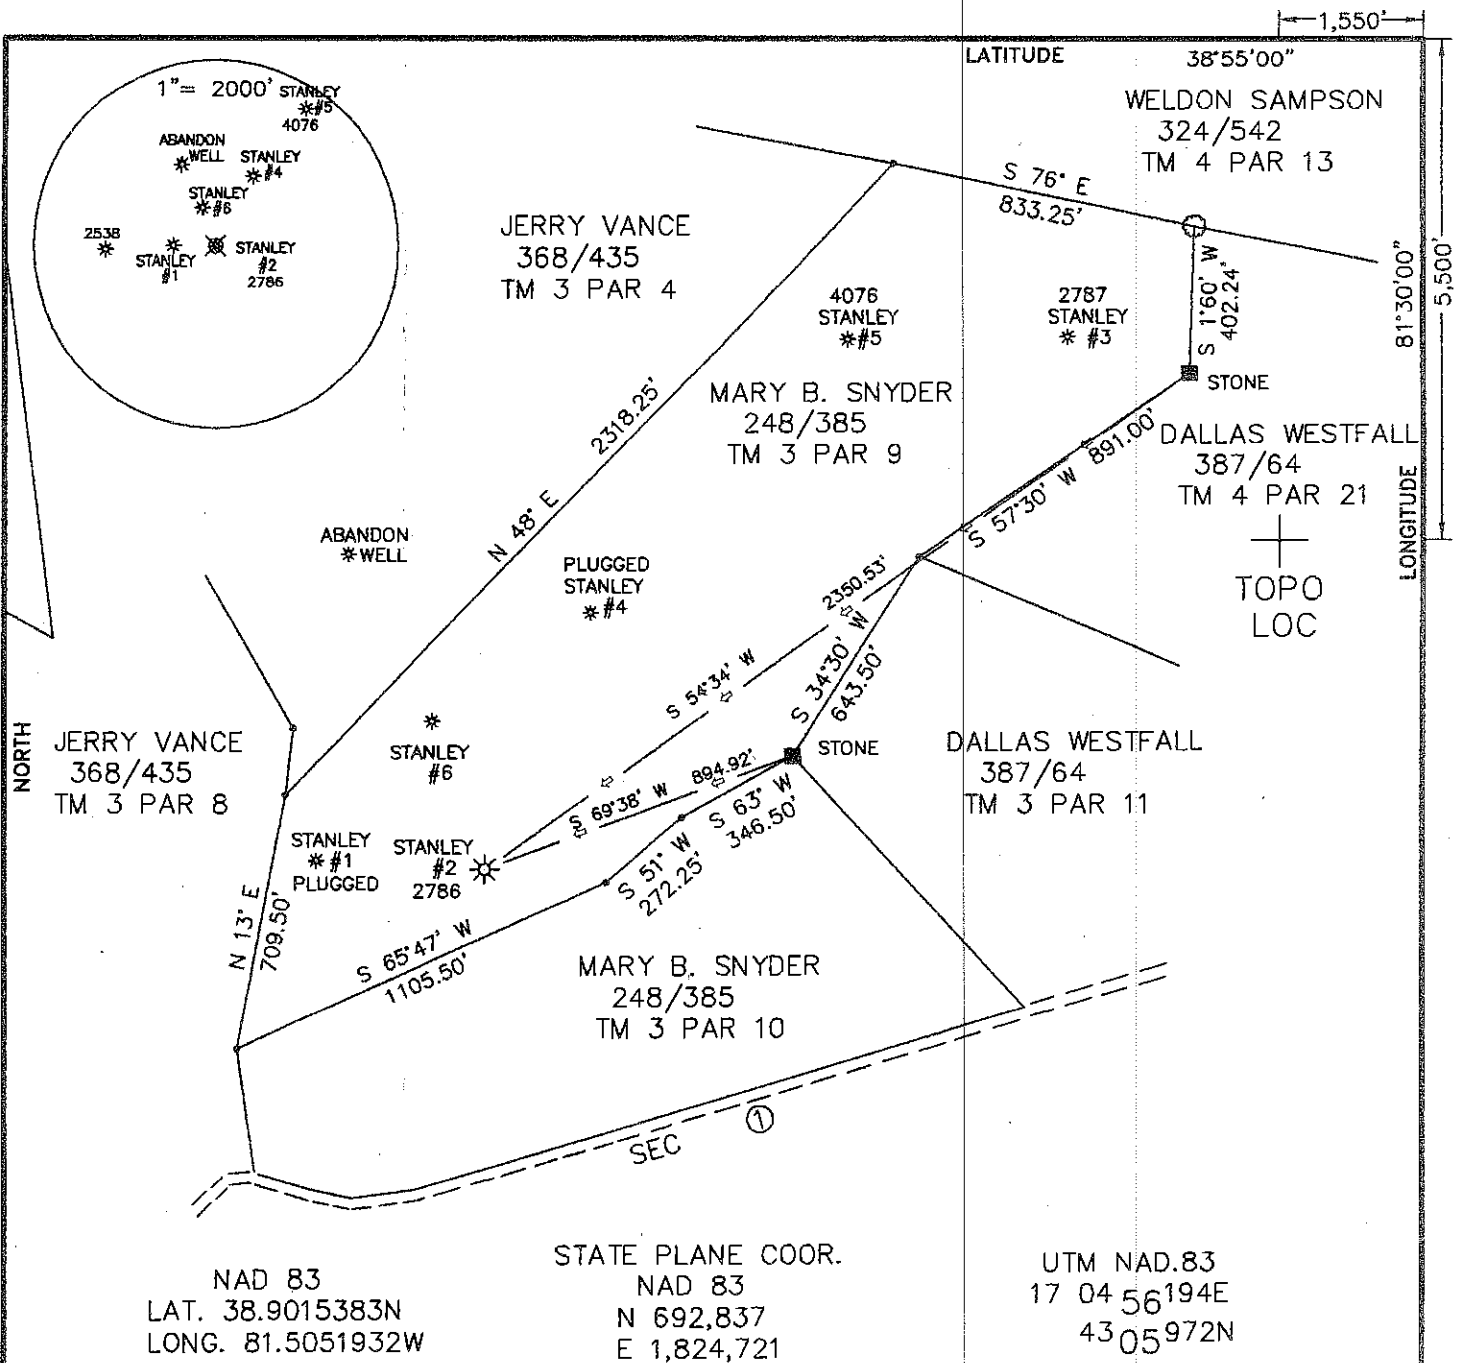 1,550'
LATITUDE
38°55'00"
1"= 2000'
STANLEY
#5
4076
ABANDON
WELL
STANLEY
#4
STANLEY
#6
2538
STANLEY
#1
STANLEY
#2
2786
WELDON SAMPSON
324/542
TM 4 PAR 13
S 76° E
833.25'
JERRY VANCE
368/435
TM 3 PAR 4
81°30'00"
5,500'
S 1°60' W
402.24'
4076
STANLEY
#5
2787
STANLEY
#3
STONE
MARY B. SNYDER
248/385
TM 3 PAR 9
2318.25'
N 48° E
DALLAS WESTFALL
387/64
TM 4 PAR 21
S 57°30' W 891.00'
LONGITUDE
ABANDON
WELL
PLUGGED
STANLEY
#4
TOPO
LOC
2350.53'
S 54°34' W
S 34°30' W
643.50'
NORTH
JERRY VANCE
368/435
TM 3 PAR 8
STANLEY
#6
STONE
DALLAS WESTFALL
387/64
TM 3 PAR 11
S 69°38' W 894.92'
S 63° W
346.50'
STANLEY
#1
PLUGGED
STANLEY
#2
2786
S 51° W
272.25'
N 13° E
709.50'
S 65°47' W
1105.50'
MARY B. SNYDER
248/385
TM 3 PAR 10
SEC 1
NAD 83
LAT. 38.9015383N
LONG. 81.5051932W
STATE PLANE COOR.
NAD 83
N 692,837
E 1,824,721
UTM NAD.83
17 04 56194E
43 05972N